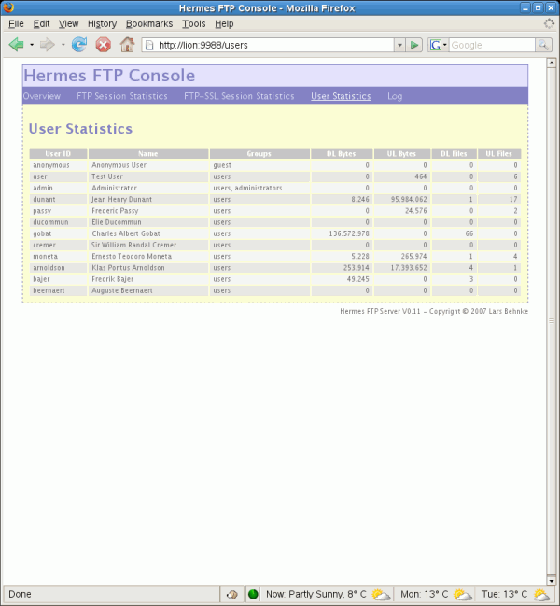 Hermes FTP Console - Mozilla Firefox
File Edit View History Bookmarks Tools Help
http://lion:9988/users
Google
Hermes FTP Console
Overview FTP Session Statistics FTP-SSL Session Statistics User Statistics Log
User Statistics
User ID Name Groups DL Bytes UL Bytes DL Files UL Files
anonymous Anonymous User guest 0 0 0 0
user Test User users 0 464 0 6
admin Administrator users, administrators 0 0 0 0
dunant Jean Henry Dunant users 8.246 95.984.062 1 17
passy Frederic Passy users 0 24.576 0 2
ducommun Elie Ducommun users 0 0 0 0
gobat Charles Albert Gobat users 136.572.978 0 66 0
cremer Sir William Randal Cremer users 0 0 0 0
moneta Ernesto Teodoro Moneta users 5.228 265.974 1 4
arnoldson Klas Pontus Arnoldson users 253.914 17.393.652 4 1
bajer Fredrik Bajer users 49.245 0 3 0
beernaert Auguste Beernaert users 0 0 0 0
Hermes FTP Server V0.11 - Copyright © 2007 Lars Behnke
Done Now: Partly Sunny, 8° C Mon: 13° C Tue: 13° C